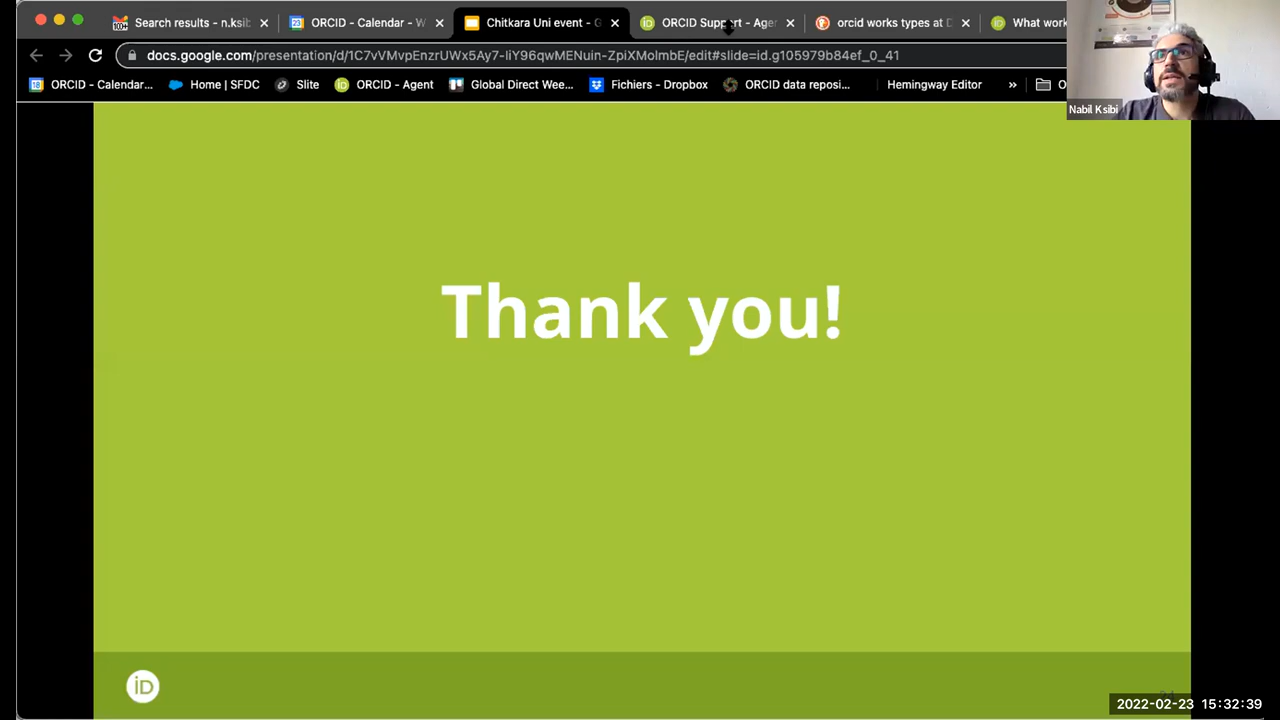 Search results - n.ksib
ORCID - Calendar - W
Chitkara Uni event - G
ORCID Support - Agen
orcid works types at D
What work
docs.google.com/presentation/d/1C7vVMvpEnzrUWx5Ay7-IiY96qwMENuin-ZpiXMolmbE/edit#slide=id.g105979b84ef_0_41
ORCID - Calendar...
Home | SFDC
Slite
ORCID - Agent
Global Direct Wee...
Fichiers - Dropbox
ORCID data reposi...
Hemingway Editor
»
Nabil Ksibi
Thank you!
iD
2022-02-23 15:32:39